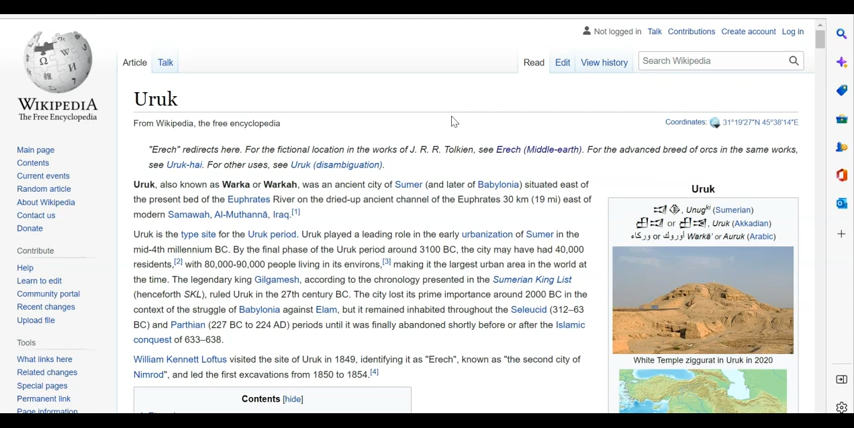 Not logged in Talk Contributions Create account Log in
Article Talk
Read Edit View history
Search Wikipedia
WIKIPEDIA
The Free Encyclopedia
Main page
Contents
Current events
Random article
About Wikipedia
Contact us
Donate
Contribute
Help
Learn to edit
Community portal
Recent changes
Upload file
Tools
What links here
Related changes
Special pages
Permanent link
Page information
Uruk
From Wikipedia, the free encyclopedia
Coordinates: 31°19′27″N 45°38′14″E
"Erech" redirects here. For the fictional location in the works of J. R. R. Tolkien, see Erech (Middle-earth). For the advanced breed of orcs in the same works,
see Uruk-hai. For other uses, see Uruk (disambiguation).
Uruk, also known as Warka or Warkah, was an ancient city of Sumer (and later of Babylonia) situated east of
the present bed of the Euphrates River on the dried-up ancient channel of the Euphrates 30 km (19 mi) east of
modern Samawah, Al-Muthannā, Iraq.[1]
Uruk is the type site for the Uruk period. Uruk played a leading role in the early urbanization of Sumer in the
mid-4th millennium BC. By the final phase of the Uruk period around 3100 BC, the city may have had 40,000
residents,[2] with 80,000-90,000 people living in its environs,[3] making it the largest urban area in the world at
the time. The legendary king Gilgamesh, according to the chronology presented in the Sumerian King List
(henceforth SKL), ruled Uruk in the 27th century BC. The city lost its prime importance around 2000 BC in the
context of the struggle of Babylonia against Elam, but it remained inhabited throughout the Seleucid (312–63
BC) and Parthian (227 BC to 224 AD) periods until it was finally abandoned shortly before or after the Islamic
conquest of 633–638.
William Kennett Loftus visited the site of Uruk in 1849, identifying it as "Erech", known as "the second city of
Nimrod", and led the first excavations from 1850 to 1854.[4]
Contents [hide]
Uruk
, Unugki (Sumerian)
or , Uruk (Akkadian)
وركاء or أوروك Warkā' or Auruk (Arabic)
White Temple ziggurat in Uruk in 2020